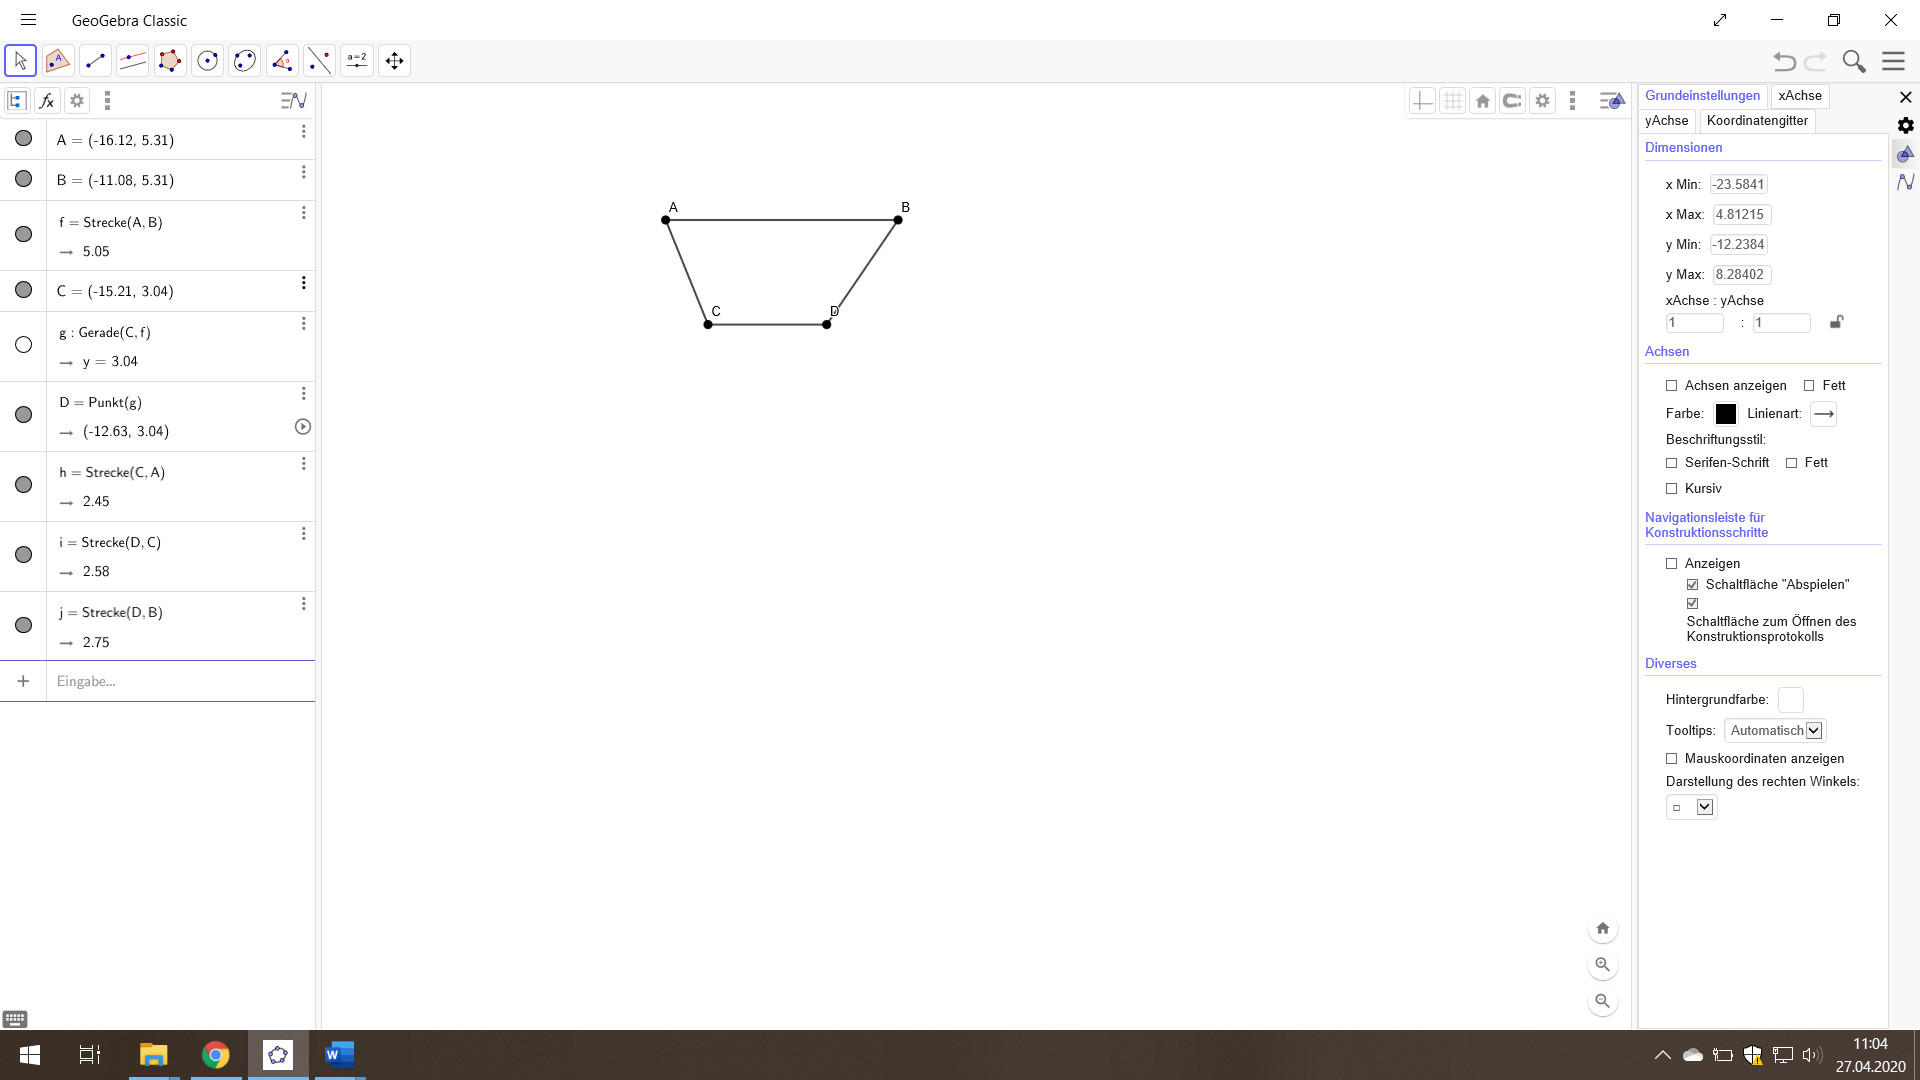 GeoGebra Classic
A
a=2
fx
A = (-16.12, 5.31)
B = (-11.08, 5.31)
f = Strecke(A, B)
→ 5.05
C = (-15.21, 3.04)
g : Gerade(C, f)
→ y = 3.04
D = Punkt(g)
→ (-12.63, 3.04)
h = Strecke(C, A)
→ 2.45
i = Strecke(D, C)
→ 2.58
j = Strecke(D, B)
→ 2.75
+ Eingabe...
A B
C D
Grundeinstellungen xAchse
yAchse Koordinatengitter
Dimensionen
x Min: -23.5841
x Max: 4.81215
y Min: -12.2384
y Max: 8.28402
xAchse : yAchse
1 : 1
Achsen
Achsen anzeigen Fett
Farbe: Linienart:
Beschriftungsstil:
Serifen-Schrift Fett
Kursiv
Navigationsleiste für
Konstruktionsschritte
Anzeigen
Schaltfläche "Abspielen"
Schaltfläche zum Öffnen des
Konstruktionsprotokolls
Diverses
Hintergrundfarbe:
Tooltips: Automatisch
Mauskoordinaten anzeigen
Darstellung des rechten Winkels:
W
11:04
27.04.2020